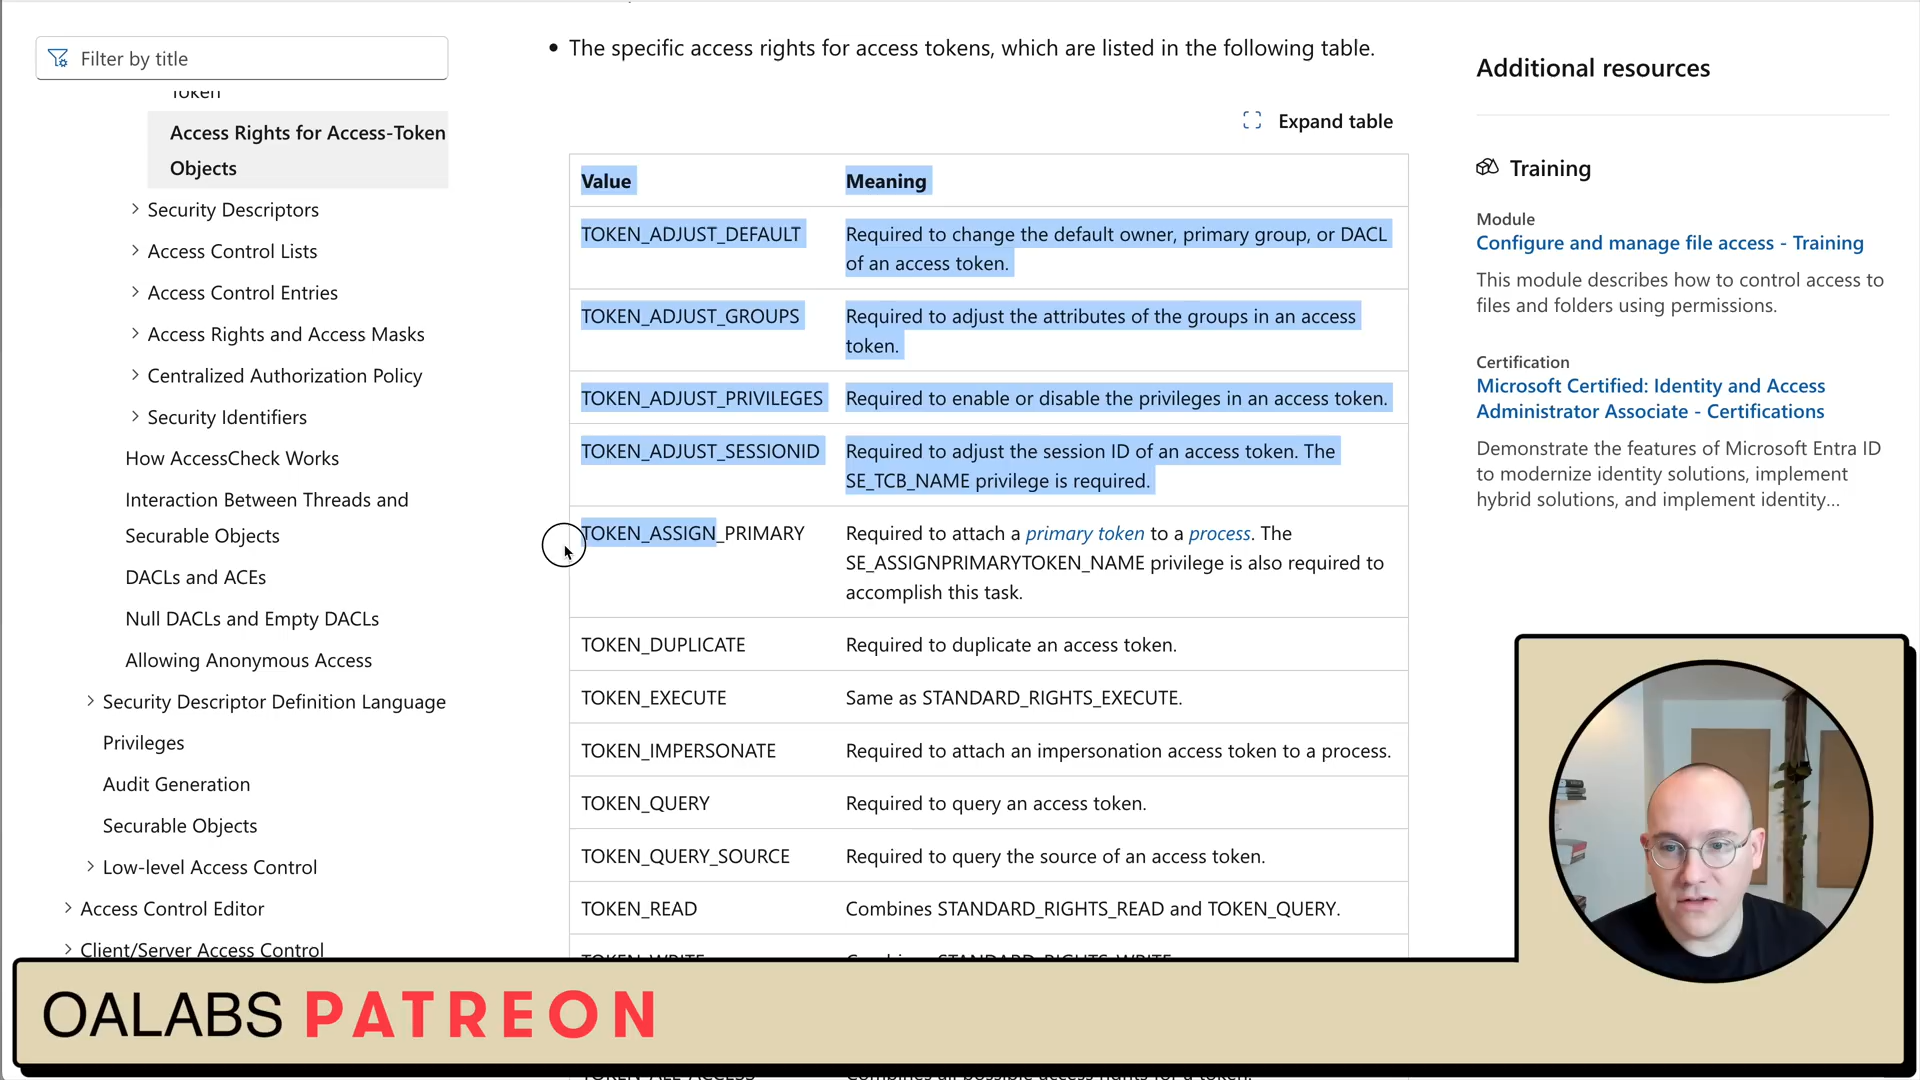 Filter by title
Token
Access Rights for Access-Token
Objects
Security Descriptors
Access Control Lists
Access Control Entries
Access Rights and Access Masks
Centralized Authorization Policy
Security Identifiers
How AccessCheck Works
Interaction Between Threads and
Securable Objects
DACLs and ACEs
Null DACLs and Empty DACLs
Allowing Anonymous Access
Security Descriptor Definition Language
Privileges
Audit Generation
Securable Objects
Low-level Access Control
Access Control Editor
Client/Server Access Control
• The specific access rights for access tokens, which are listed in the following table.
Expand table
Value Meaning
TOKEN_ADJUST_DEFAULT Required to change the default owner, primary group, or DACL
of an access token.
TOKEN_ADJUST_GROUPS Required to adjust the attributes of the groups in an access
token.
TOKEN_ADJUST_PRIVILEGES Required to enable or disable the privileges in an access token.
TOKEN_ADJUST_SESSIONID Required to adjust the session ID of an access token. The
SE_TCB_NAME privilege is required.
TOKEN_ASSIGN_PRIMARY Required to attach a primary token to a process. The
SE_ASSIGNPRIMARYTOKEN_NAME privilege is also required to
accomplish this task.
TOKEN_DUPLICATE Required to duplicate an access token.
TOKEN_EXECUTE Same as STANDARD_RIGHTS_EXECUTE.
TOKEN_IMPERSONATE Required to attach an impersonation access token to a process.
TOKEN_QUERY Required to query an access token.
TOKEN_QUERY_SOURCE Required to query the source of an access token.
TOKEN_READ Combines STANDARD_RIGHTS_READ and TOKEN_QUERY.
Additional resources
Training
Module
Configure and manage file access - Training
This module describes how to control access to
files and folders using permissions.
Certification
Microsoft Certified: Identity and Access
Administrator Associate - Certifications
Demonstrate the features of Microsoft Entra ID
to modernize identity solutions, implement
hybrid solutions, and implement identity...
OALABS PATREON